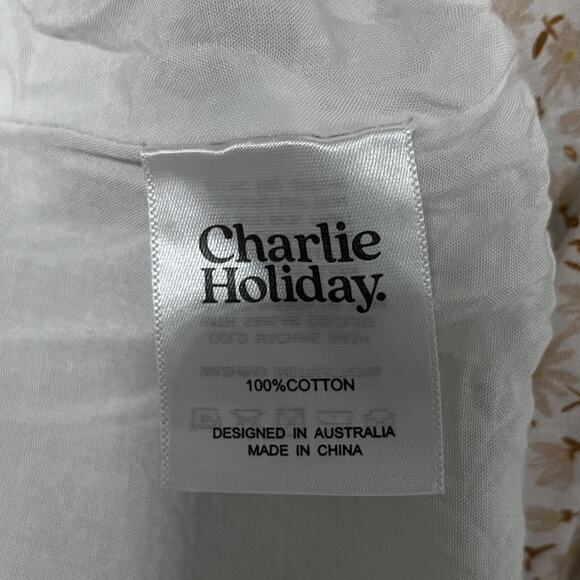 Charlie
Holiday.
100%COTTON
DESIGNED IN AUSTRALIA
MADE IN CHINA